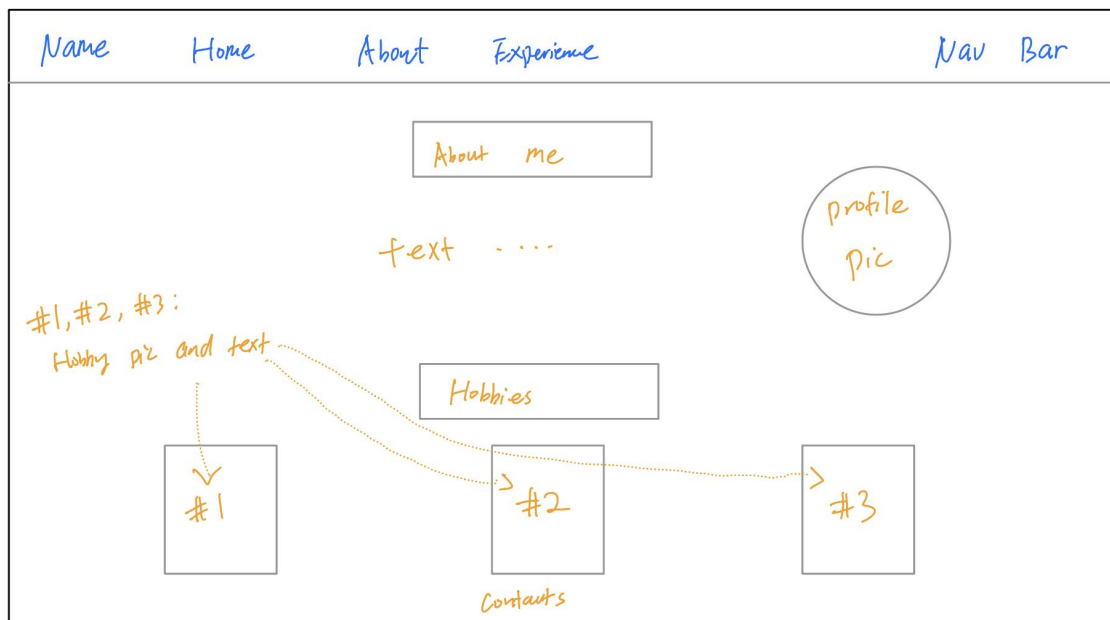 Name Home About Experience Nav Bar
About me
text ....
profile
pic
#1, #2, #3:
Hobby pic and text
Hobbies
#1 #2 #3
Contacts